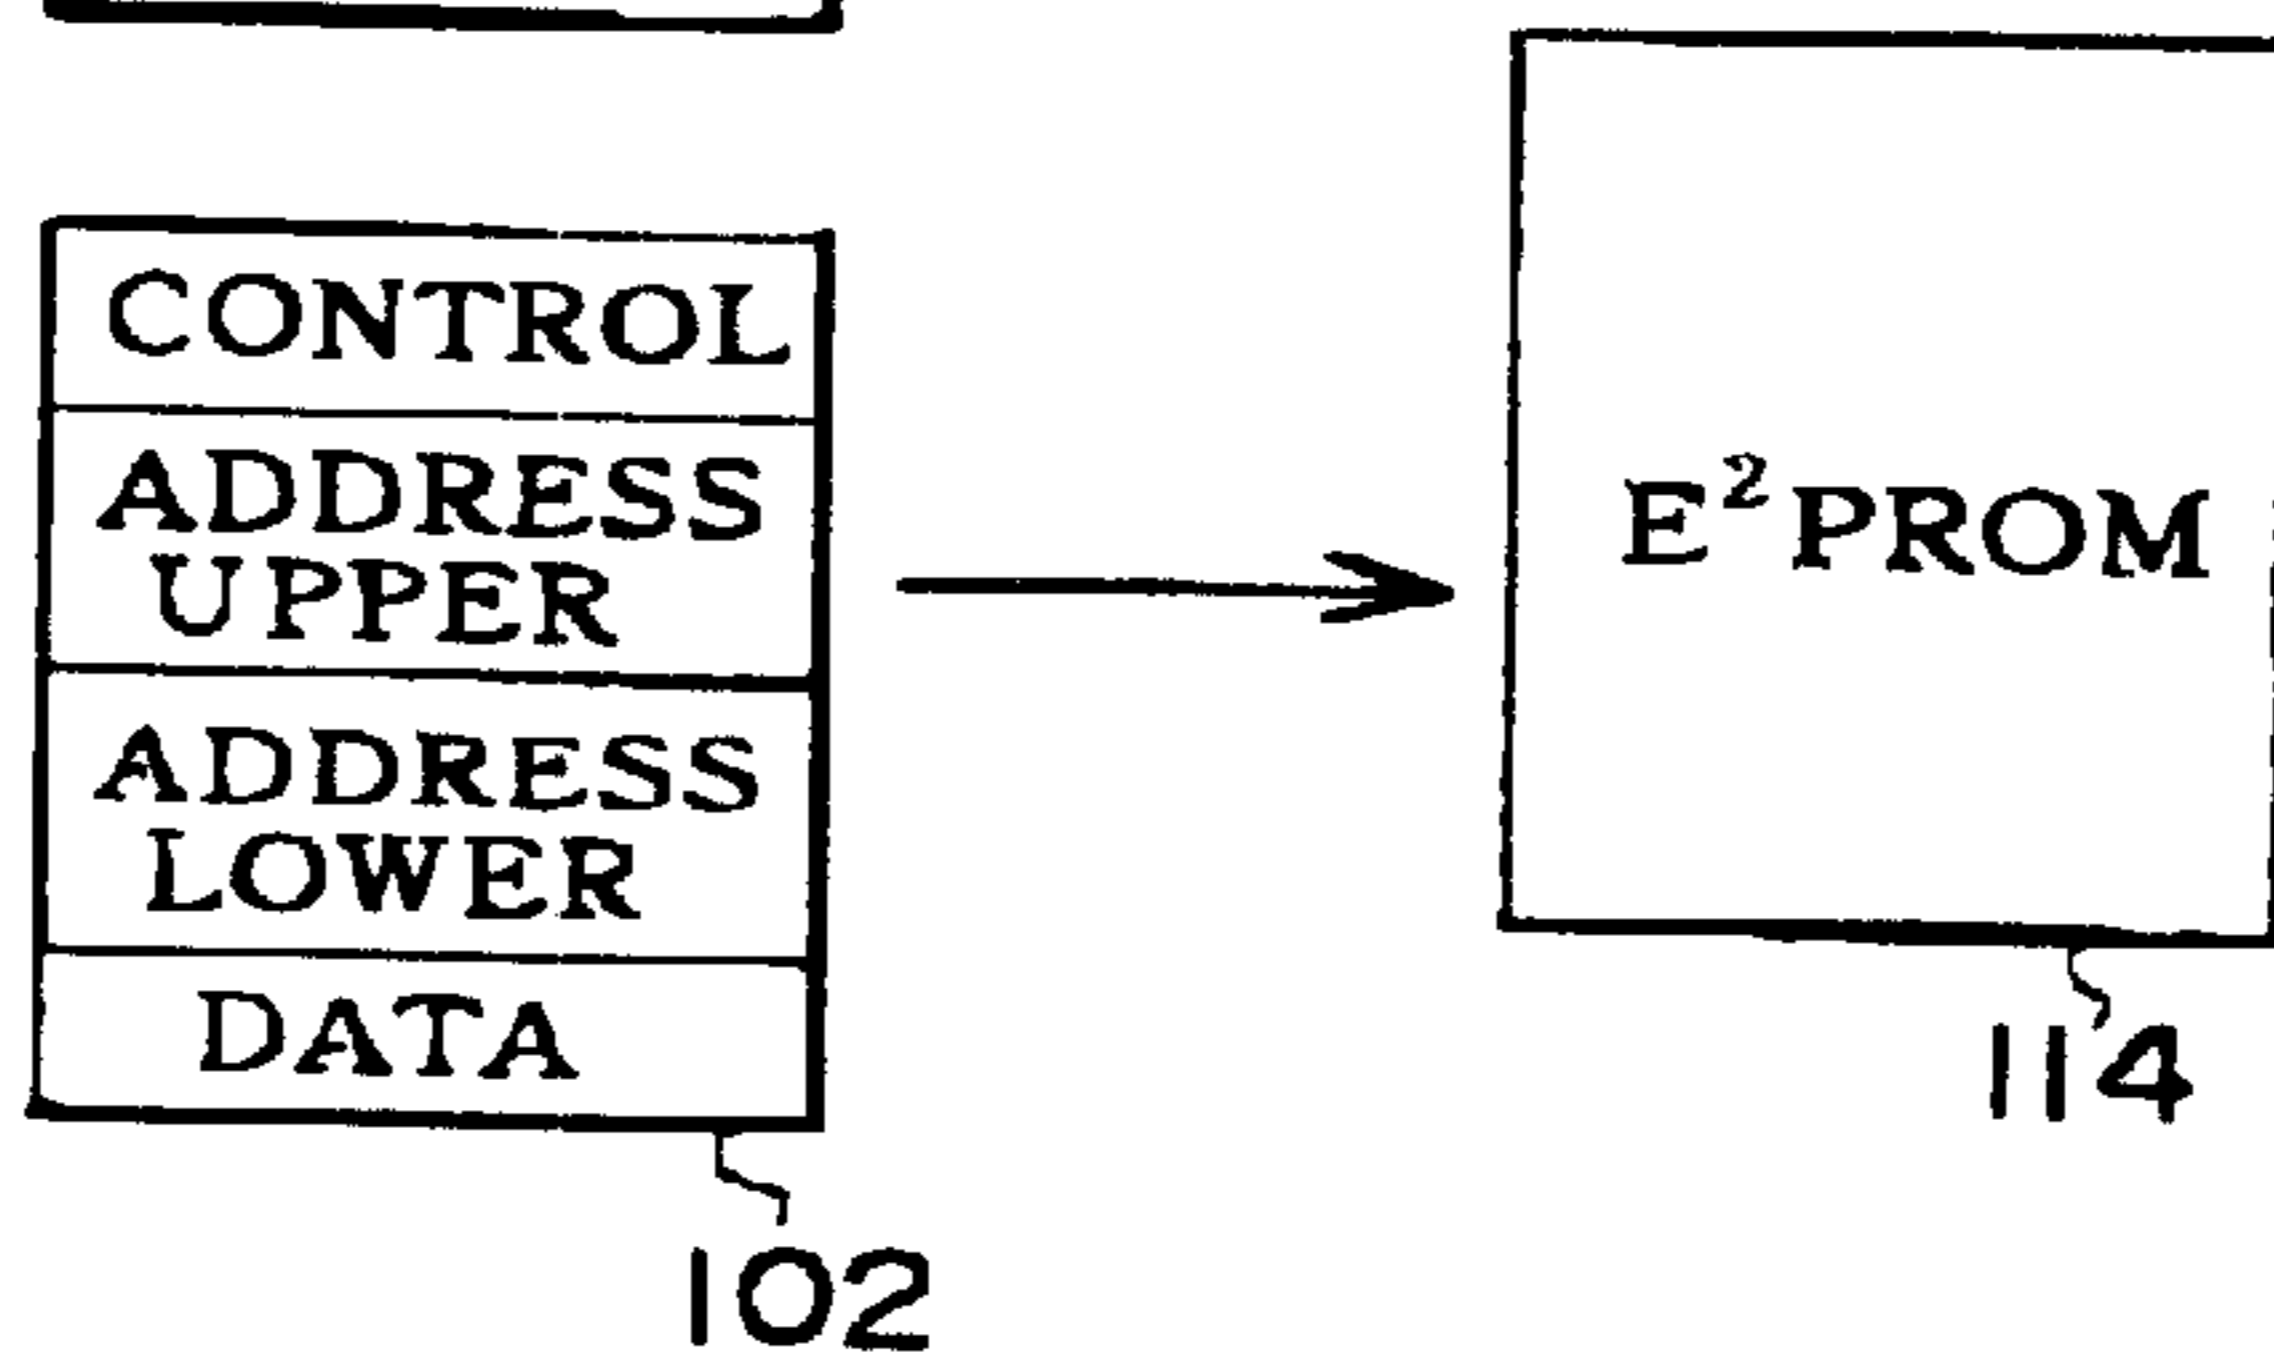 CONTROL
ADDRESS
UPPER
ADDRESS
LOWER
DATA
102
E²PROM
114